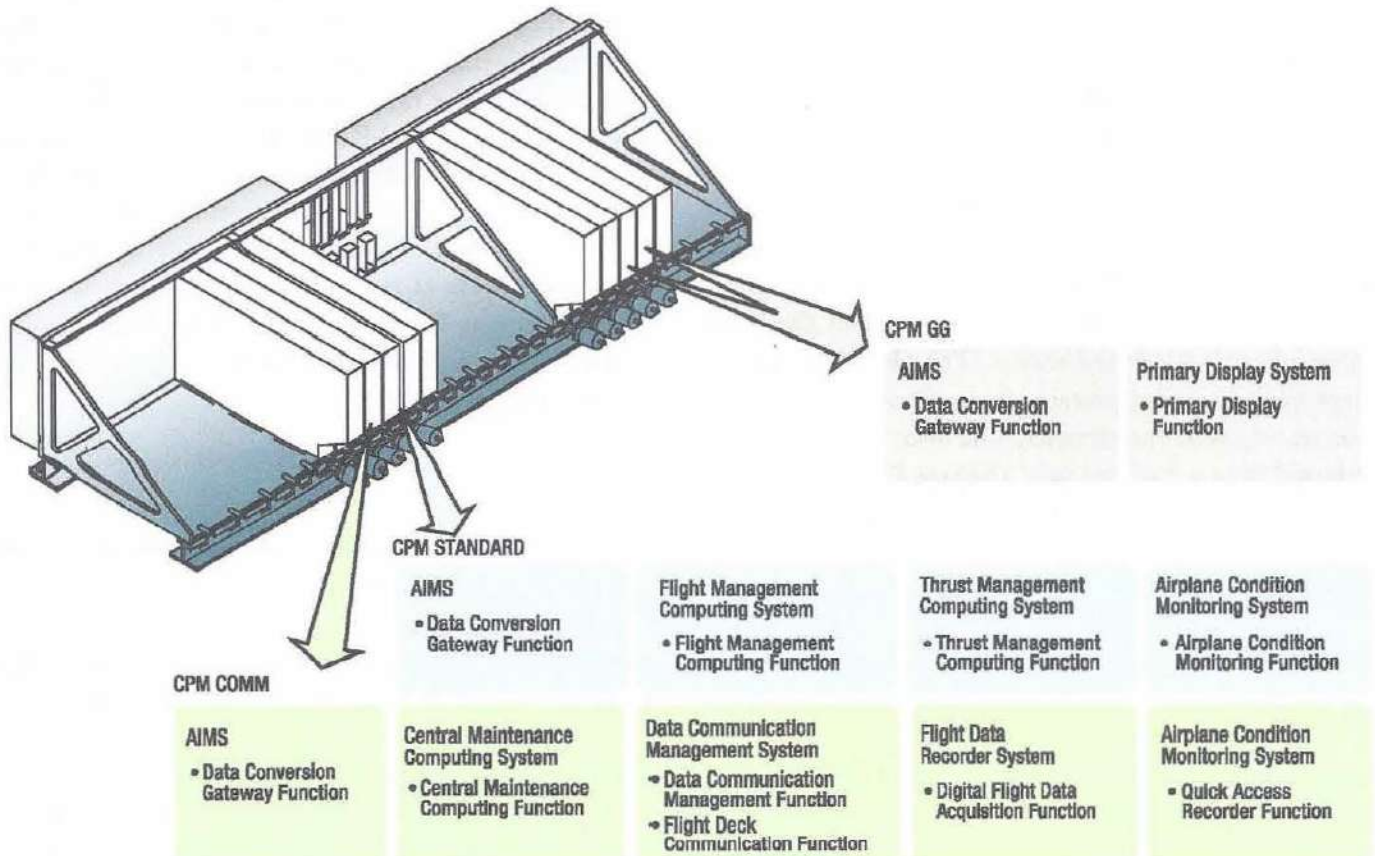 CPM GG
AIMS
• Data Conversion
Gateway Function
Primary Display System
• Primary Display
Function
CPM STANDARD
AIMS
• Data Conversion
Gateway Function
Flight Management
Computing System
• Flight Management
Computing Function
Thrust Management
Computing System
• Thrust Management
Computing Function
Airplane Condition
Monitoring System
• Airplane Condition
Monitoring Function
CPM COMM
AIMS
• Data Conversion
Gateway Function
Central Maintenance
Computing System
• Central Maintenance
Computing Function
Data Communication
Management System
• Data Communication
Management Function
• Flight Deck
Communication Function
Flight Data
Recorder System
• Digital Flight Data
Acquisition Function
Airplane Condition
Monitoring System
• Quick Access
Recorder Function